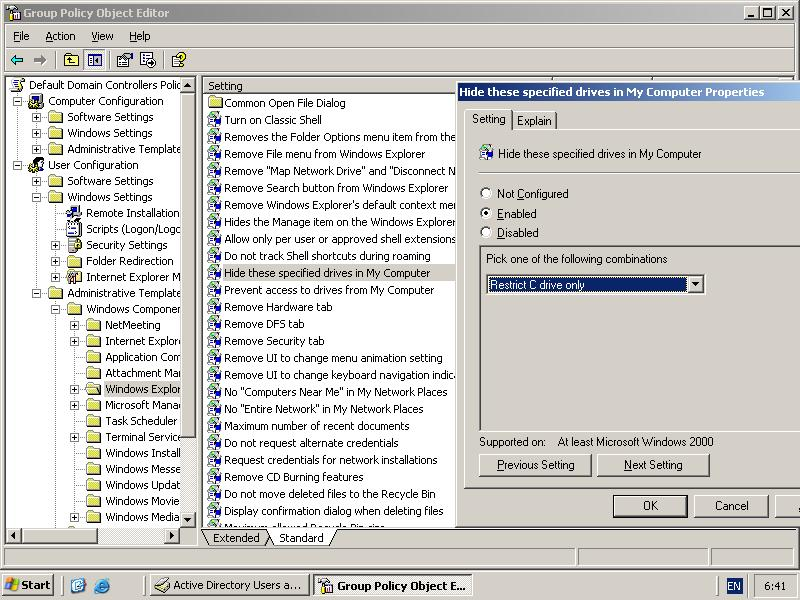 Group Policy Object Editor
File Action View Help
Default Domain Controllers Polic
Computer Configuration
Software Settings
Windows Settings
Administrative Template
User Configuration
Software Settings
Windows Settings
Remote Installation
Scripts (Logon/Logo
Security Settings
Folder Redirection
Internet Explorer M
Administrative Template
Windows Componer
NetMeeting
Internet Explor
Application Com
Attachment Mar
Windows Explor
Microsoft Manag
Task Scheduler
Terminal Service
Windows Install
Windows Messe
Windows Updat
Windows Movie
Windows Media
Setting
Common Open File Dialog
Turn on Classic Shell
Removes the Folder Options menu item from the
Remove File menu from Windows Explorer
Remove "Map Network Drive" and "Disconnect N
Remove Search button from Windows Explorer
Remove Windows Explorer's default context men
Hides the Manage item on the Windows Explorer
Allow only per user or approved shell extensions
Do not track Shell shortcuts during roaming
Hide these specified drives in My Computer
Prevent access to drives from My Computer
Remove Hardware tab
Remove DFS tab
Remove Security tab
Remove UI to change menu animation setting
Remove UI to change keyboard navigation indic
No "Computers Near Me" in My Network Places
No "Entire Network" in My Network Places
Maximum number of recent documents
Do not request alternate credentials
Request credentials for network installations
Remove CD Burning features
Do not move deleted files to the Recycle Bin
Display confirmation dialog when deleting files
Maximum allowed Recycle Bin size
Extended Standard
Hide these specified drives in My Computer Properties
Setting Explain
Hide these specified drives in My Computer
Not Configured
Enabled
Disabled
Pick one of the following combinations
Restrict C drive only
Supported on: At least Microsoft Windows 2000
Previous Setting Next Setting
OK Cancel
Start Active Directory Users a... Group Policy Object E... EN 6:41